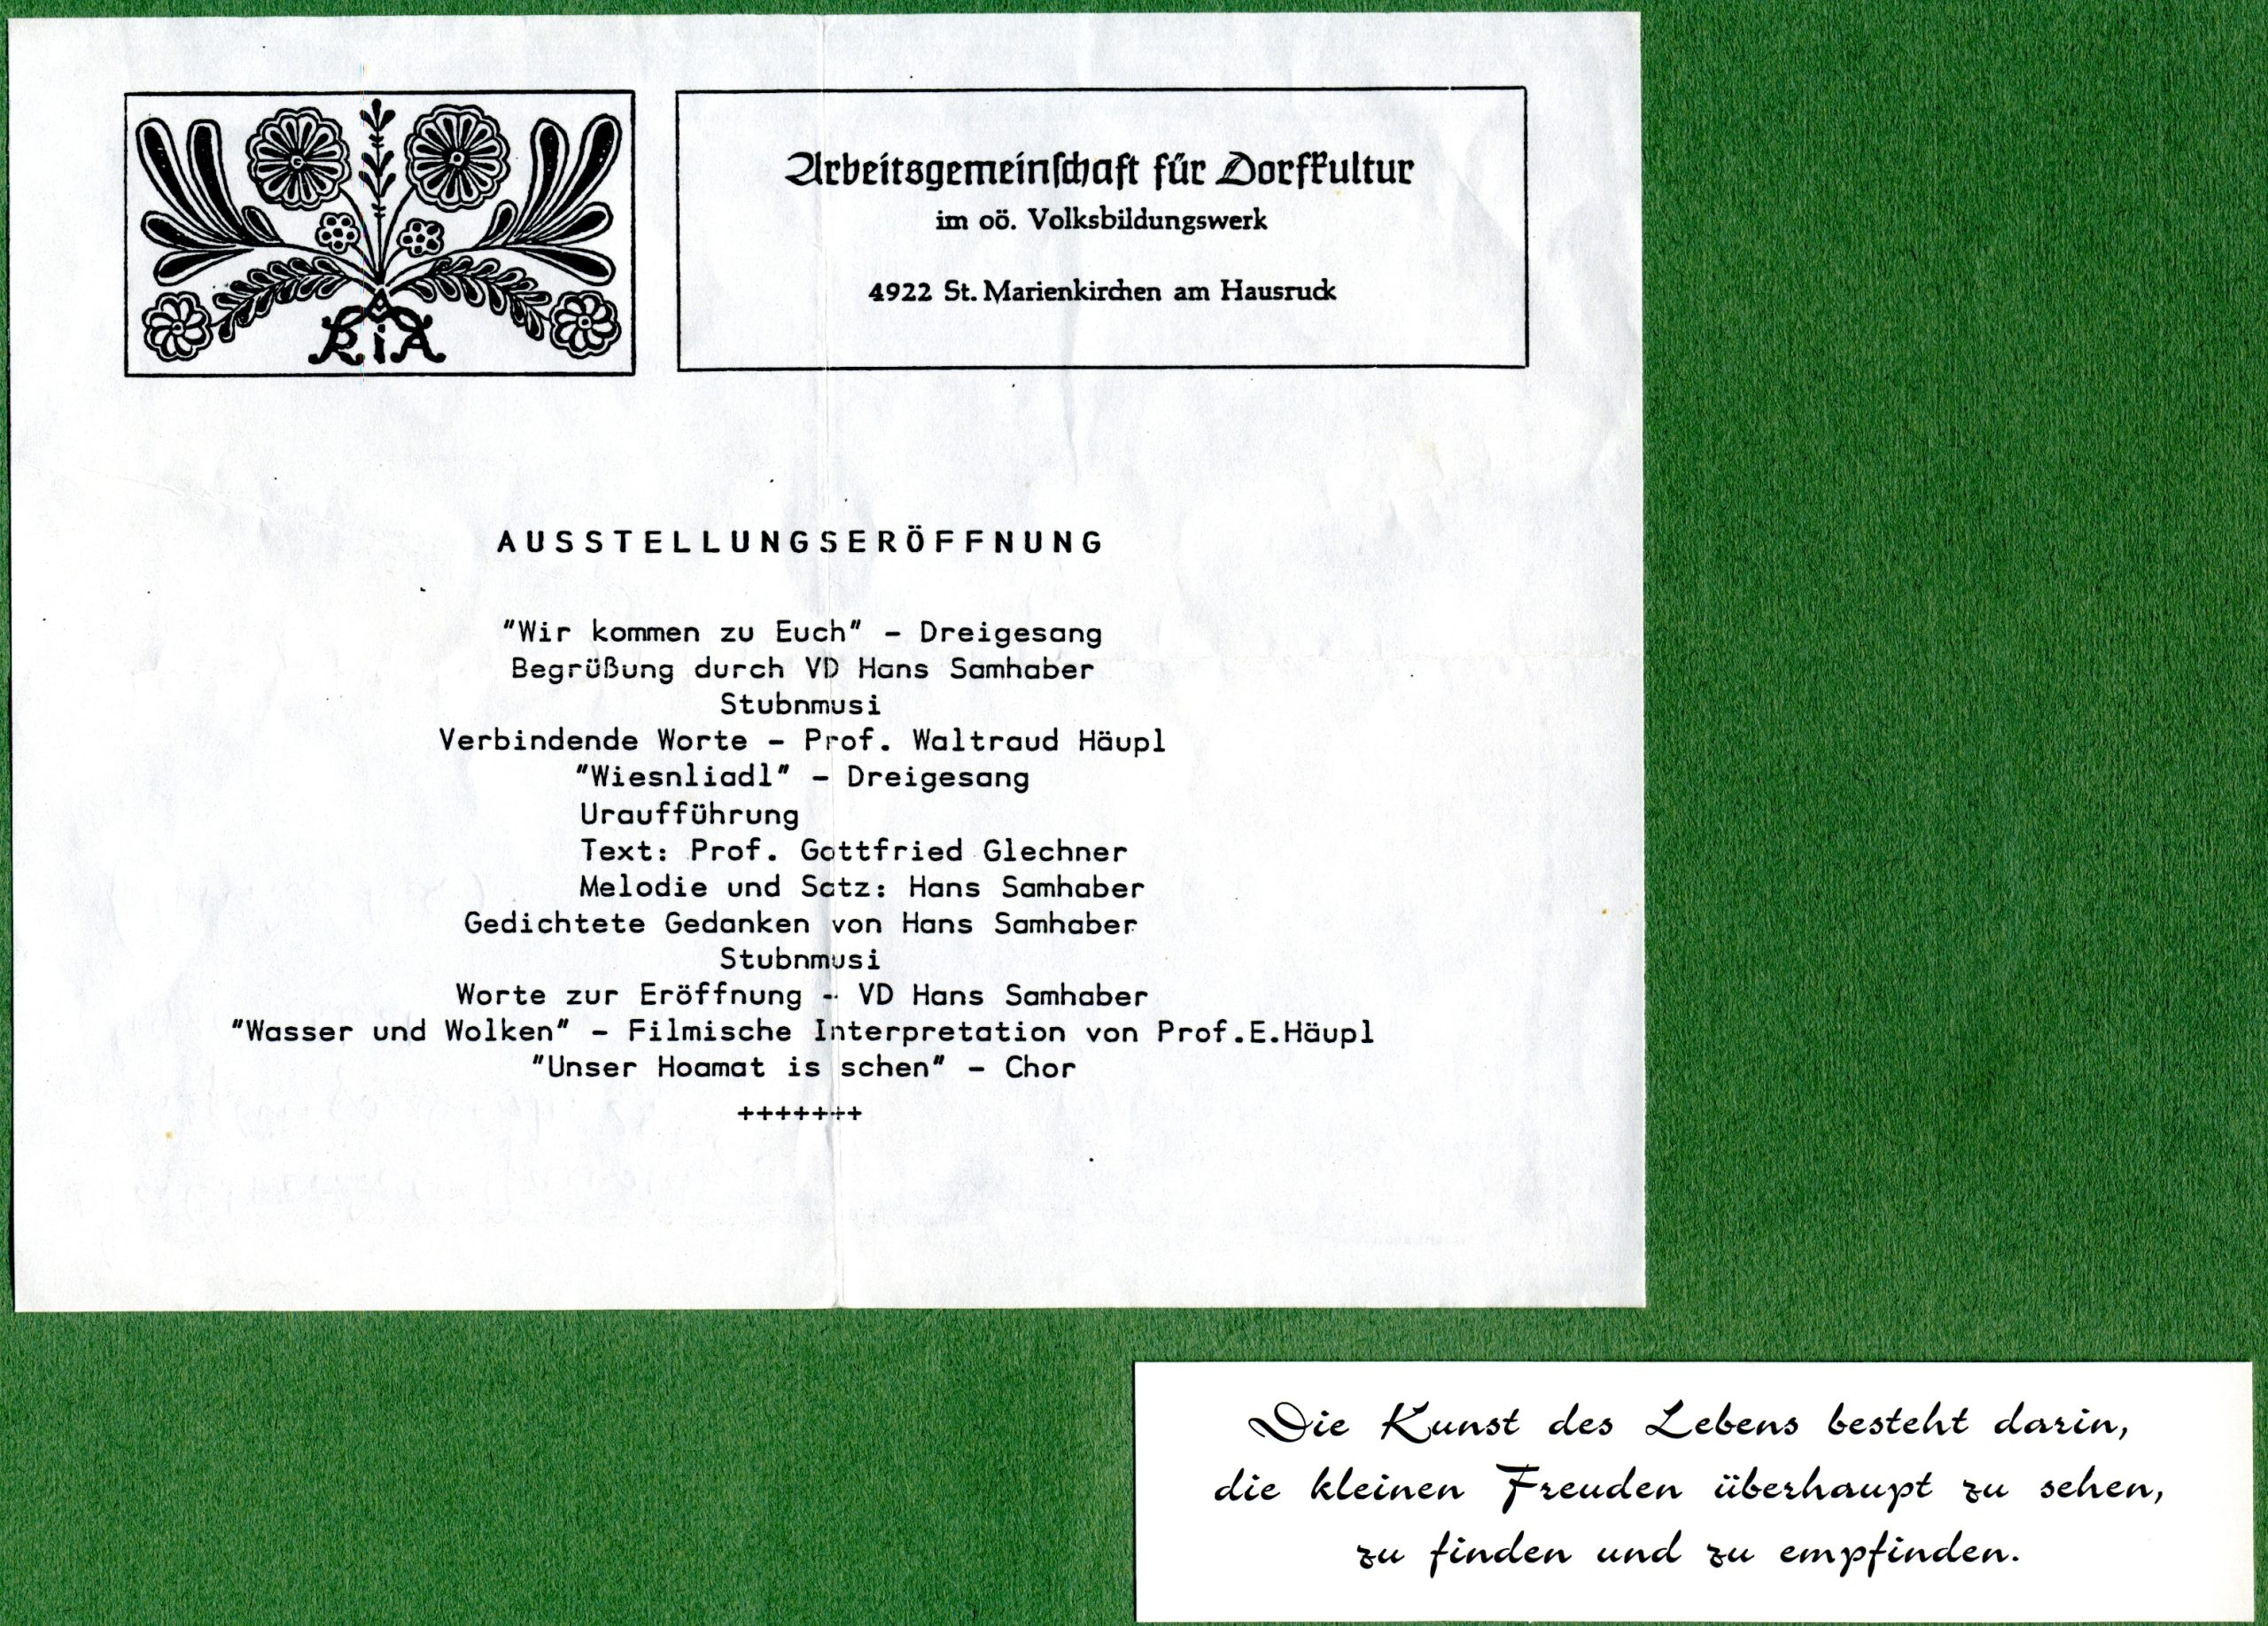 KiA
Arbeitsgemeinschaft für Dorfkultur
im oö. Volksbildungswerk
4922 St. Marienkirchen am Hausruck
AUSSTELLUNGSERÖFFNUNG
"Wir kommen zu Euch" - Dreigesang
Begrüßung durch VD Hans Samhaber
Stubnmusi
Verbindende Worte - Prof. Waltraud Häupl
"Wiesnliadl" - Dreigesang
Uraufführung
Text: Prof. Gottfried Glechner
Melodie und Satz: Hans Samhaber
Gedichtete Gedanken von Hans Samhaber
Stubnmusi
Worte zur Eröffnung - VD Hans Samhaber
"Wasser und Wolken" - Filmische Interpretation von Prof.E.Häupl
"Unser Hoamat is schen" - Chor
+++++++
Die Kunst des Lebens besteht darin,
die kleinen Freuden überhaupt zu sehen,
zu finden und zu empfinden.